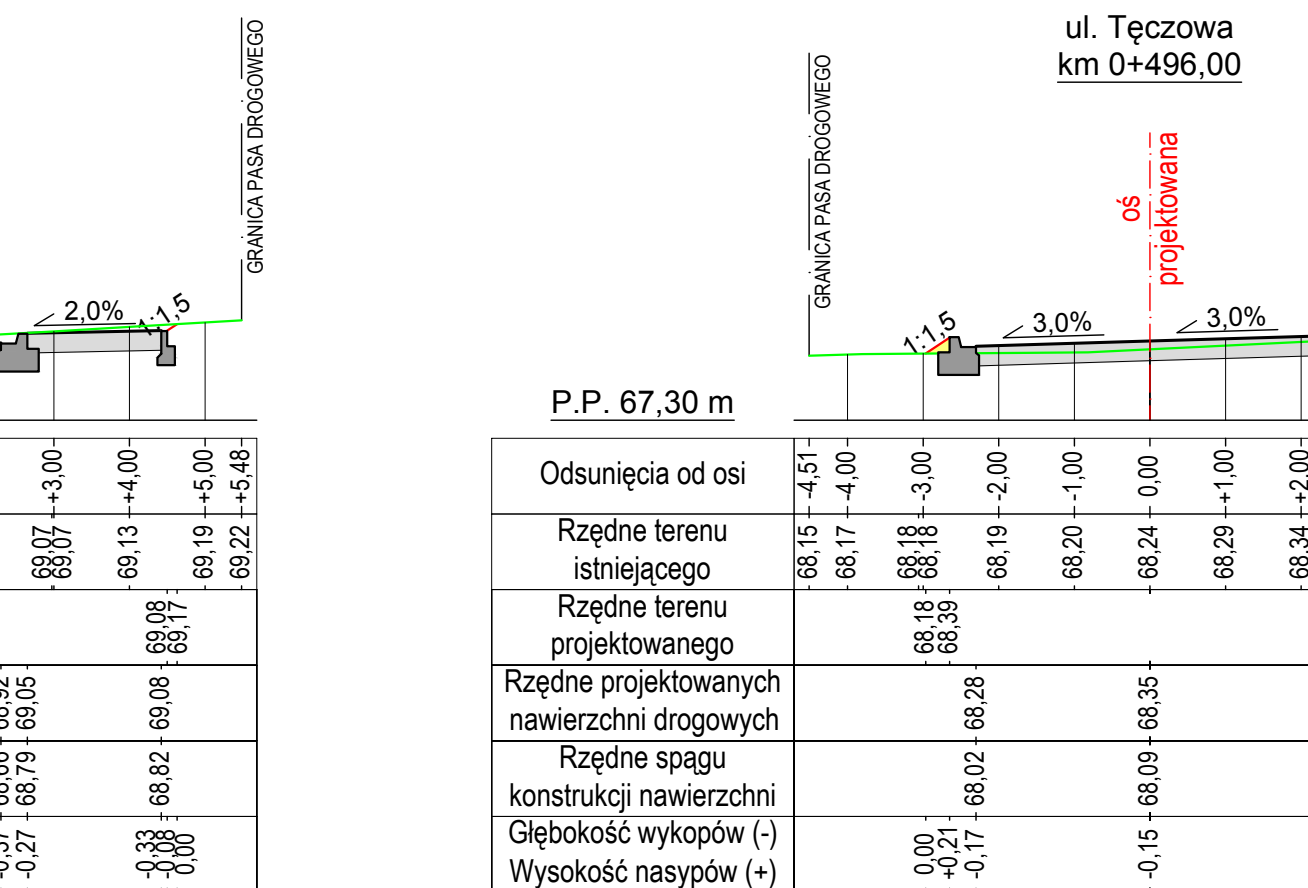 GRANICA PASA DROGOWEGO
2,0%
1:1,5
+3,00
+4,00
+5,00
+5,48
69,07
69,07
69,13
69,19
69,22
69,08
69,17
69,05
69,08
68,79
68,82
-0,27
-0,33
-0,08
0,00
ul. Tęczowa
km 0+496,00
GRANICA PASA DROGOWEGO
oś
projektowana
1:1,5
3,0%
3,0%
P.P. 67,30 m
Odsunięcia od osi
-4,51
-4,00
-3,00
-2,00
-1,00
0,00
+1,00
+2,00
Rzędne terenu
istniejącego
68,15
68,17
68,18
68,18
68,19
68,20
68,24
68,29
68,34
Rzędne terenu
projektowanego
68,18
68,39
Rzędne projektowanych
nawierzchni drogowych
68,28
68,35
Rzędne spągu
konstrukcji nawierzchni
68,02
68,09
Głębokość wykopów (-)
Wysokość nasypów (+)
0,00
+0,21
-0,17
-0,15